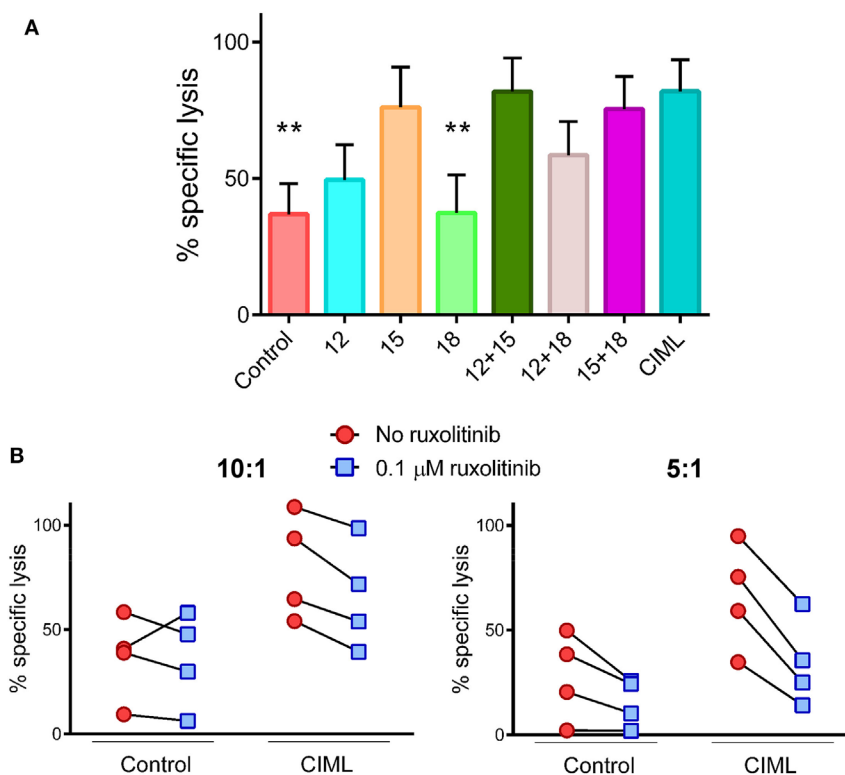 A
% specific lysis
100
50
0
** **
Control 12 15 18 12+15 12+18 15+18 CIML
B
No ruxolitinib
0.1 μM ruxolitinib
10:1
5:1
% specific lysis
100
50
0
Control CIML
% specific lysis
100
50
0
Control CIML